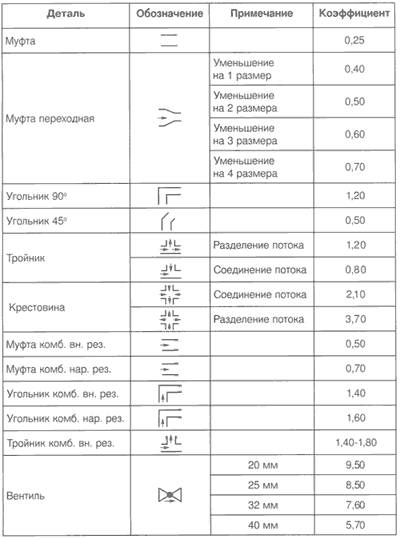 Деталь Обозначение Примечание Коэффициент
Муфта 0,25
Муфта переходная
Уменьшение
на 1 размер 0,40
Уменьшение
на 2 размера 0,50
Уменьшение
на 3 размера 0,60
Уменьшение
на 4 размера 0,70
Угольник 90° 1,20
Угольник 45° 0,50
Тройник
Разделение потока 1,20
Соединение потока 0,80
Крестовина
Соединение потока 2,10
Разделение потока 3,70
Муфта комб. вн. рез. 0,50
Муфта комб. нар. рез. 0,70
Угольник комб. вн. рез. 1,40
Угольник комб. нар. рез. 1,60
Тройник комб. вн. рез. 1,40-1,80
Вентиль
20 мм 9,50
25 мм 8,50
32 мм 7,60
40 мм 5,70